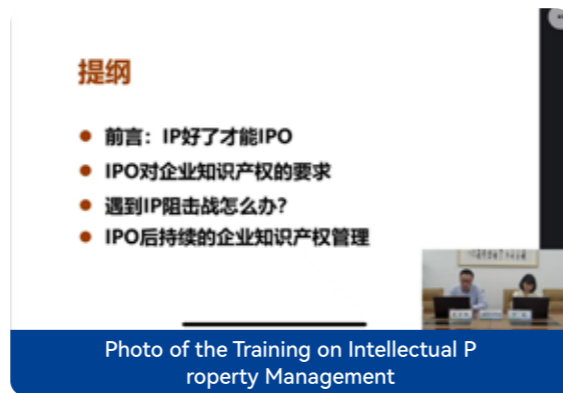 提纲
前言：IP好了才能IPO
IPO对企业知识产权的要求
遇到IP阻击战怎么办？
IPO后持续的企业知识产权管理
Photo of the Training on Intellectual P
roperty Management